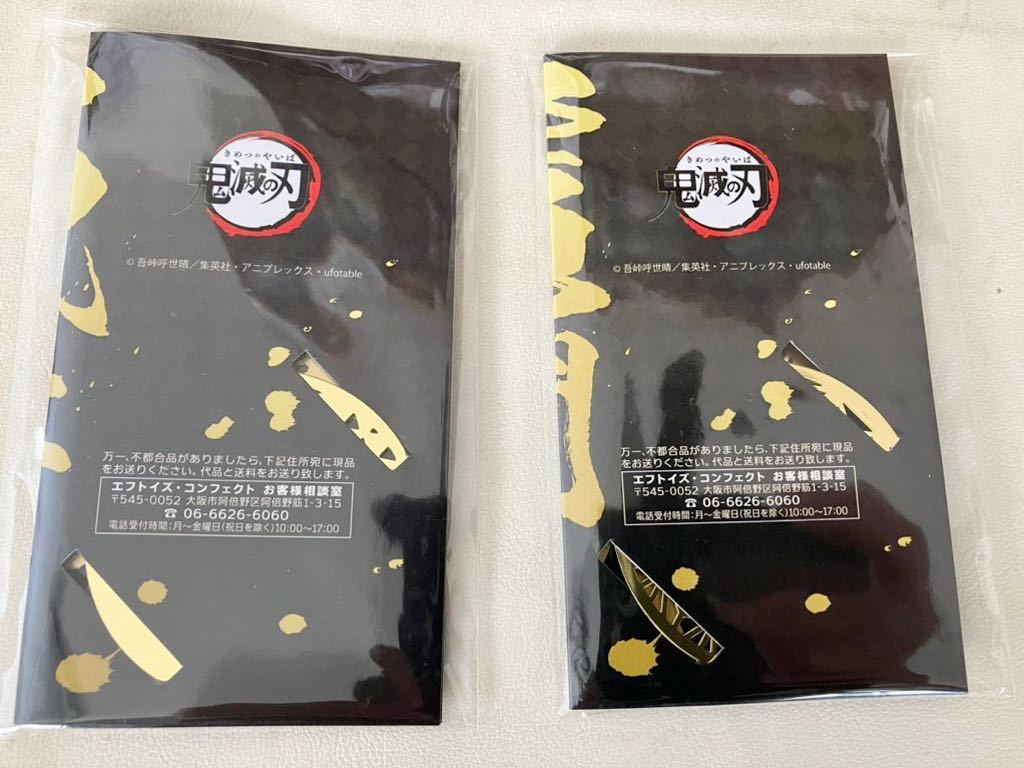 きめつのやいば
鬼滅の刃
© 吾峠呼世晴／集英社・アニプレックス・ufotable
万一、不都合品がありましたら、下記住所宛に現品
をお送りください。代品と送料をお送り致します。
エフトイズ・コンフェクト お客様相談室
〒545-0052 大阪市阿倍野区阿倍野筋1-3-15
☎ 06-6626-6060
電話受付時間：月〜金曜日(祝日を除く)10:00〜17:00
きめつのやいば
鬼滅の刃
© 吾峠呼世晴／集英社・アニプレックス・ufotable
万一、不都合品がありましたら、下記住所宛に現品
をお送りください。代品と送料をお送り致します。
エフトイズ・コンフェクト お客様相談室
〒545-0052 大阪市阿倍野区阿倍野筋1-3-15
☎ 06-6626-6060
電話受付時間：月〜金曜日(祝日を除く)10:00〜17:00